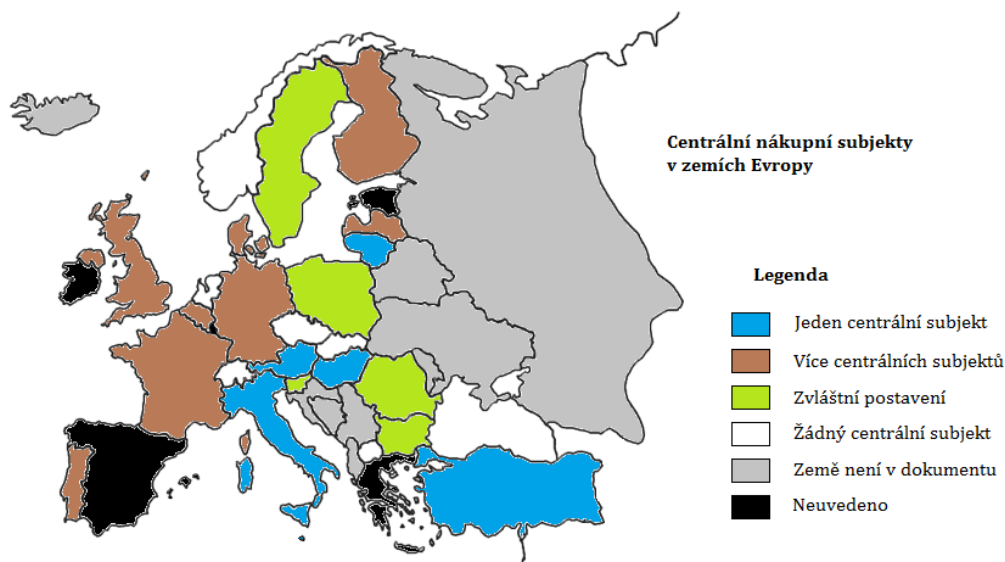 Centrální nákupní subjekty
v zemích Evropy
Legenda
Jeden centrální subjekt
Více centrálních subjektů
Zvláštní postavení
Žádný centrální subjekt
Země není v dokumentu
Neuvedeno